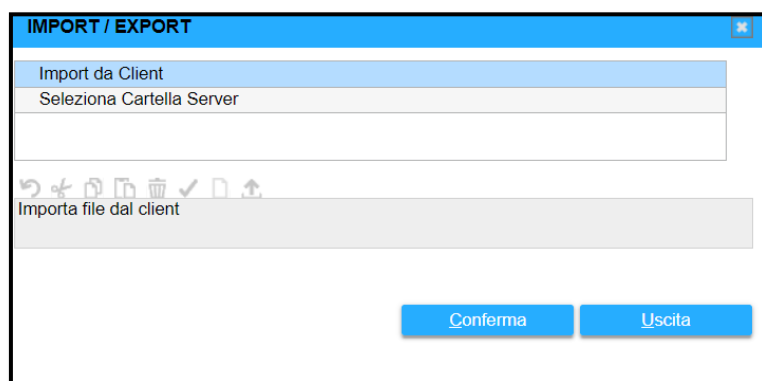 IMPORT / EXPORT
Import da Client
Seleziona Cartella Server
Importa file dal client
Conferma
Uscita